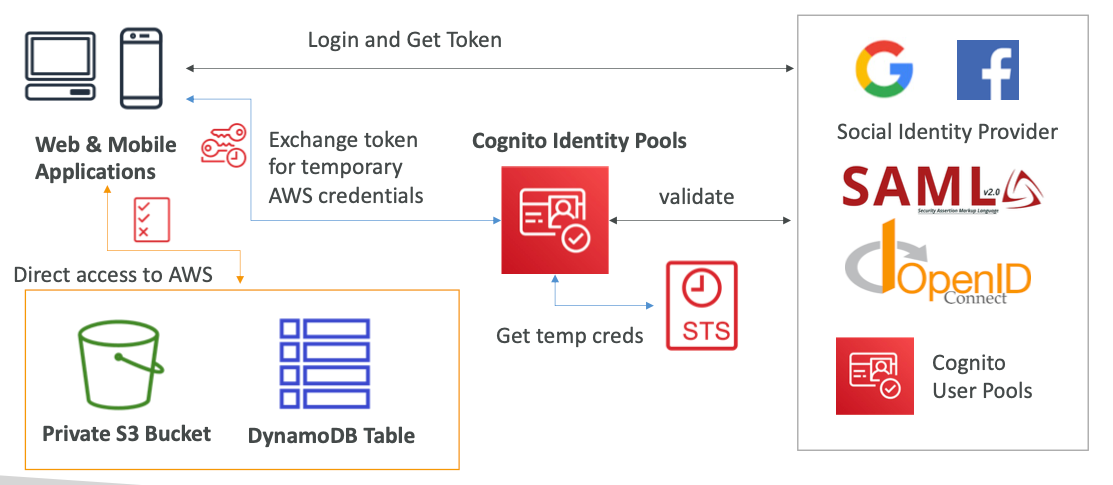 Login and Get Token
Web & Mobile
Applications
Exchange token
for temporary
AWS credentials
Cognito Identity Pools
validate
Social Identity Provider
SAML v2.0
Security Assertion Markup Language
OpenID
Connect
Direct access to AWS
Get temp creds
STS
Cognito
User Pools
Private S3 Bucket
DynamoDB Table